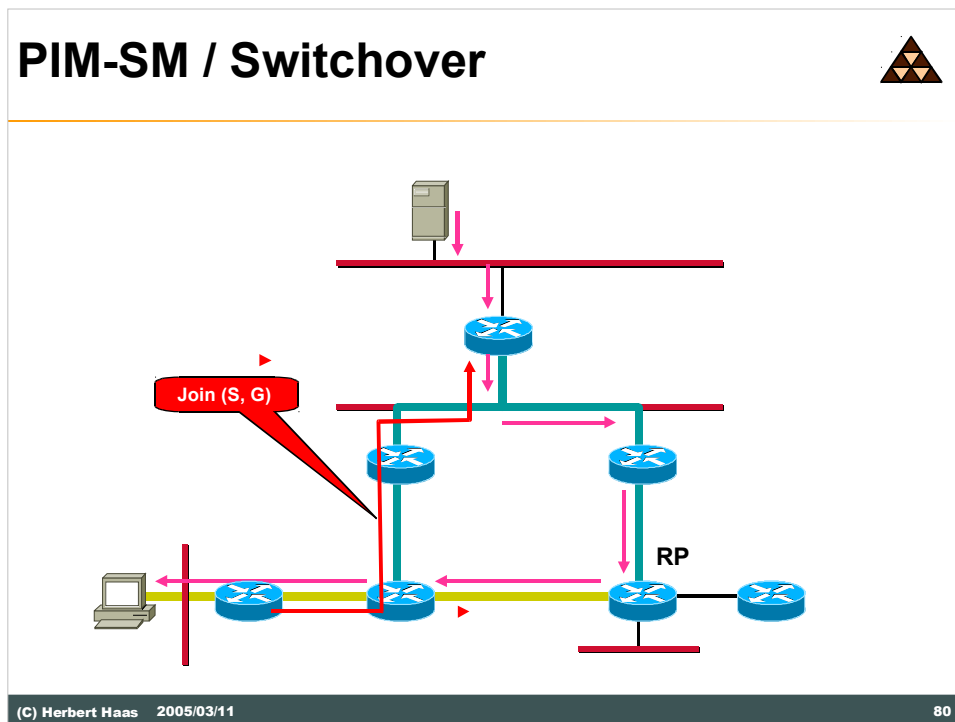 PIM-SM / Switchover
Join (S, G)
RP
(C) Herbert Haas 2005/03/11
80